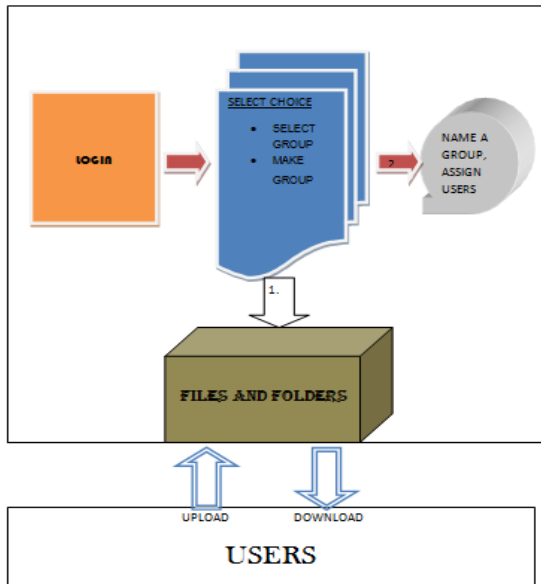 LOGIN
SELECT CHOICE
• SELECT
GROUP
• MAKE
GROUP
2
NAME A
GROUP,
ASSIGN
USERS
1.
FILES AND FOLDERS
UPLOAD
DOWNLOAD
USERS